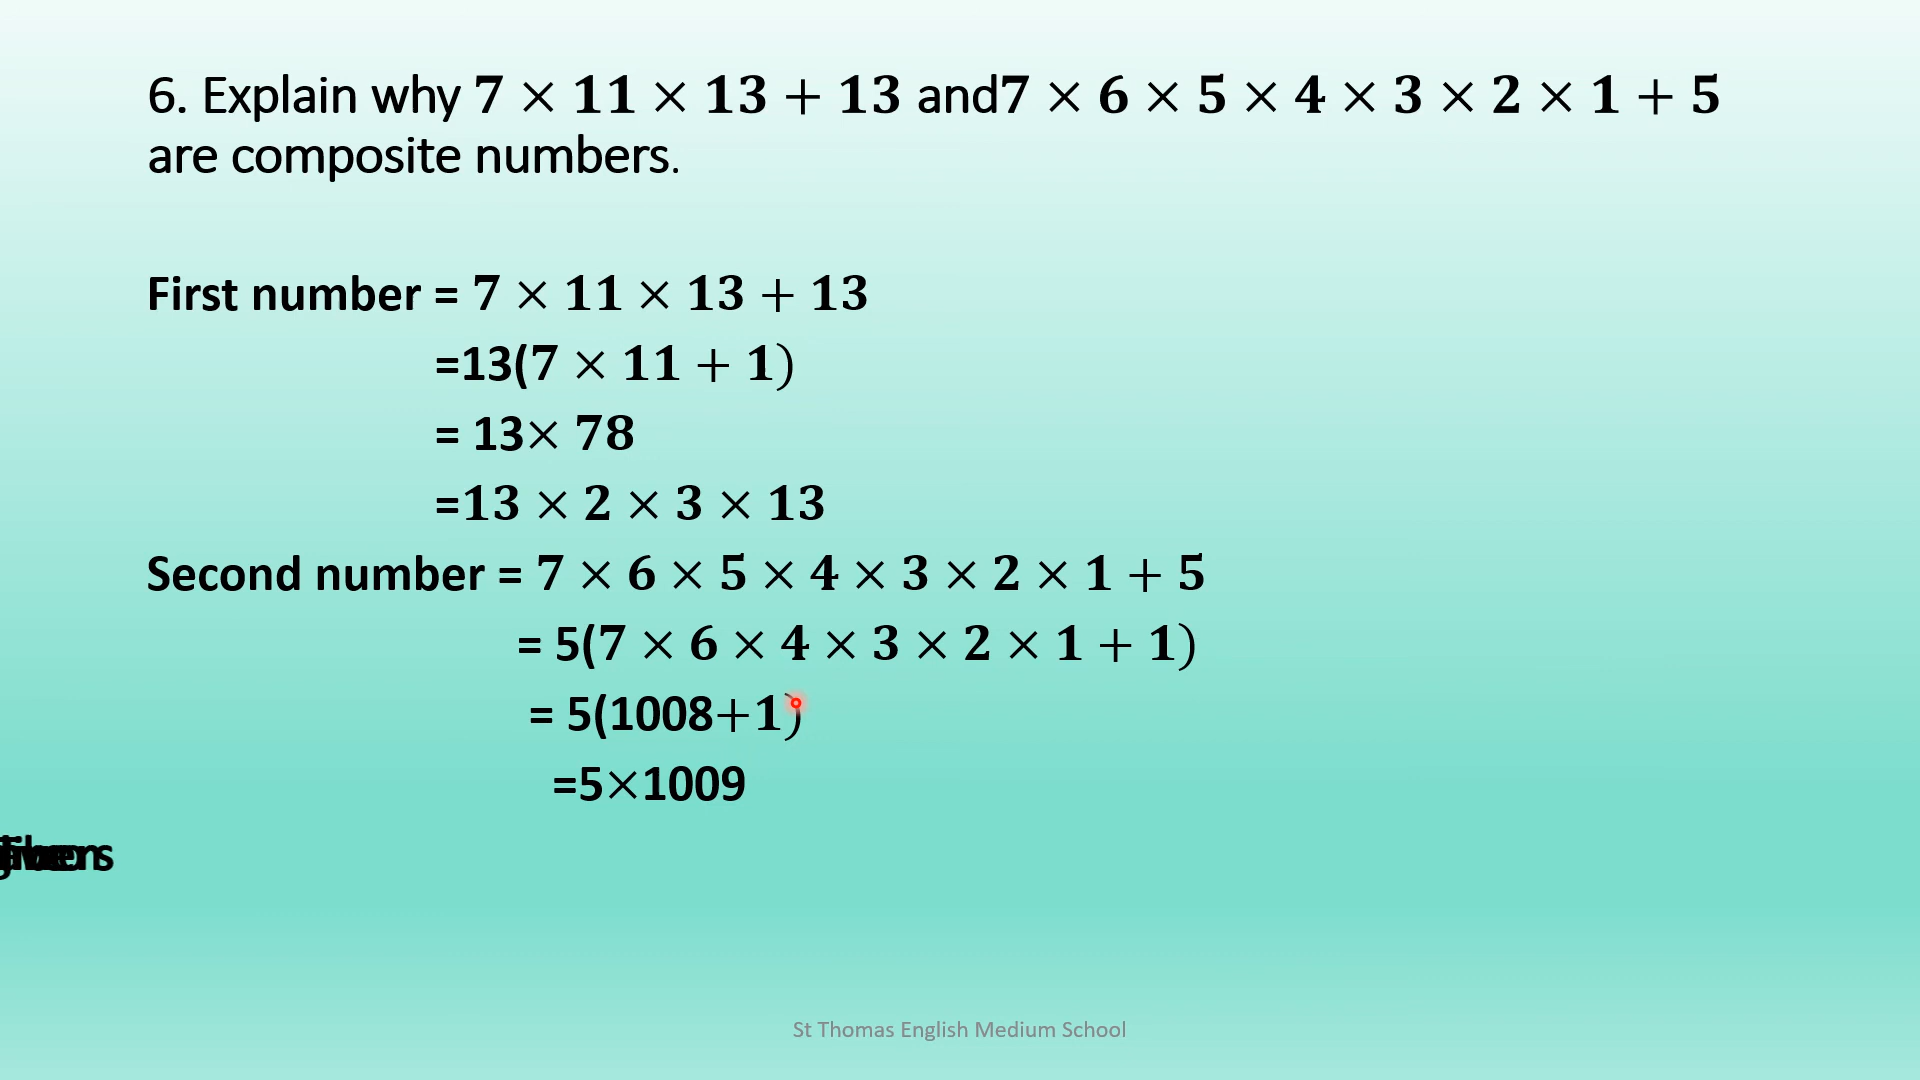 6. Explain why 7 × 11 × 13 + 13 and7 × 6 × 5 × 4 × 3 × 2 × 1 + 5
are composite numbers.
First number = 7 × 11 × 13 + 13
=13(7 × 11 + 1)
= 13× 78
=13 × 2 × 3 × 13
Second number = 7 × 6 × 5 × 4 × 3 × 2 × 1 + 5
= 5(7 × 6 × 4 × 3 × 2 × 1 + 1)
= 5(1008+1)
=5×1009
St Thomas English Medium School